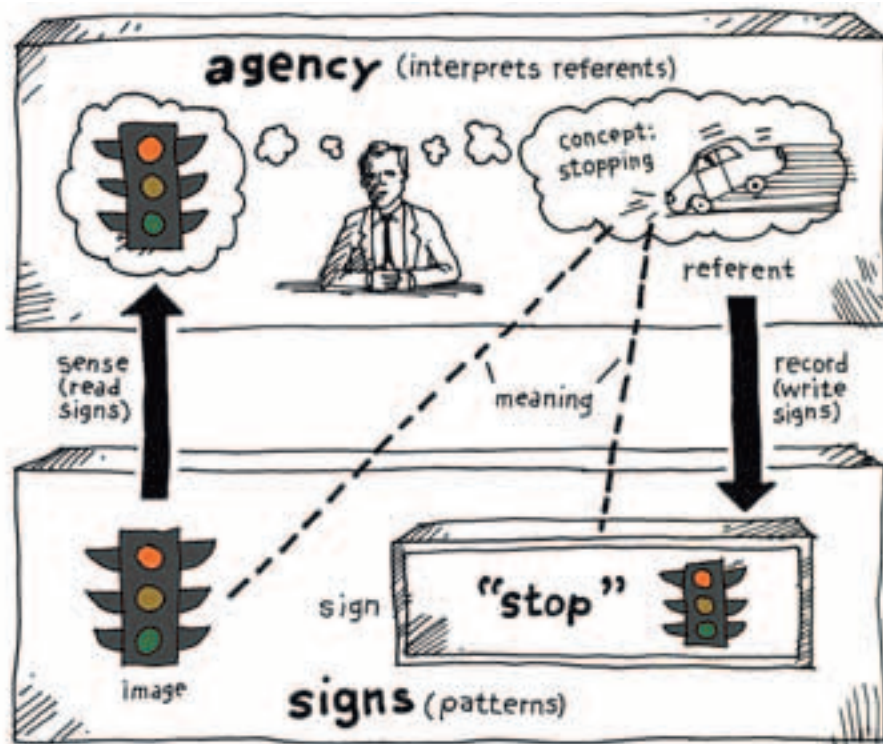 agency (interprets referents)
concept:
stopping
referent
sense
(read
signs)
meaning
record
(write
signs)
sign
"stop"
image
signs (patterns)